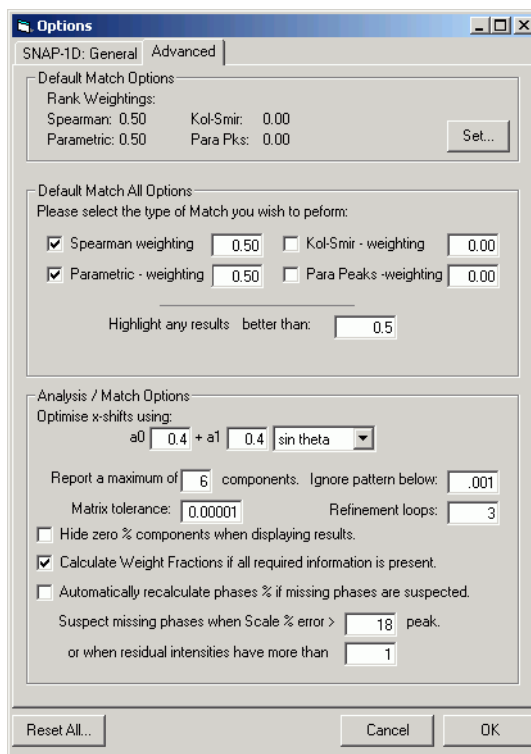 Options
SNAP-1D: General Advanced
Default Match Options
Rank Weightings:
Spearman: 0.50 Kol-Smir: 0.00
Parametric: 0.50 Para Pks: 0.00
Set...
Default Match All Options
Please select the type of Match you wish to peform:
Spearman weighting 0.50 Kol-Smir - weighting 0.00
Parametric - weighting 0.50 Para Peaks -weighting 0.00
Highlight any results better than: 0.5
Analysis / Match Options
Optimise x-shifts using:
a0 0.4 + a1 0.4 sin theta
Report a maximum of 6 components. Ignore pattern below: .001
Matrix tolerance: 0.00001 Refinement loops: 3
Hide zero % components when displaying results.
Calculate Weight Fractions if all required information is present.
Automatically recalculate phases % if missing phases are suspected.
Suspect missing phases when Scale % error > 18 peak.
or when residual intensities have more than 1
Reset All... Cancel OK